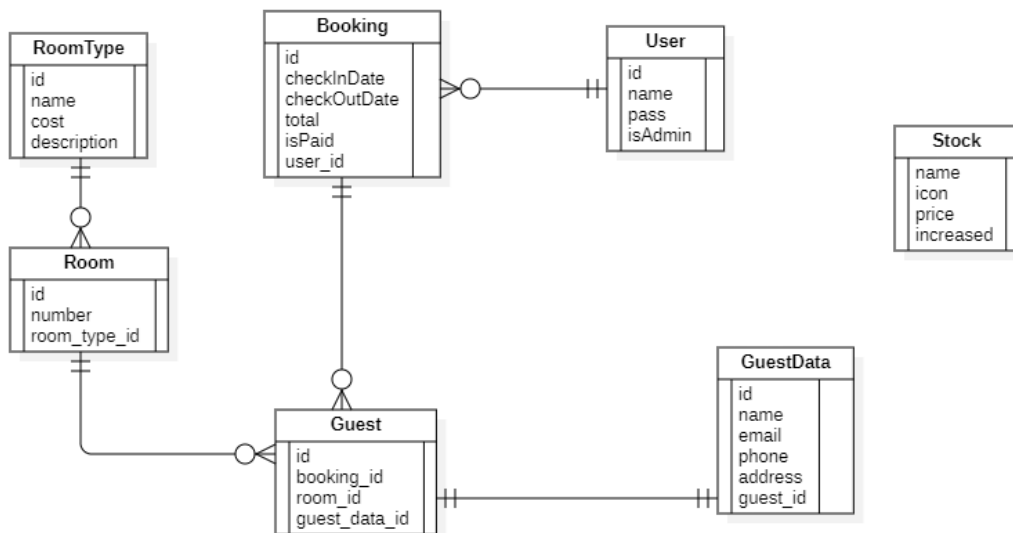 RoomType
id
name
cost
description
Booking
id
checkInDate
checkOutDate
total
isPaid
user_id
User
id
name
pass
isAdmin
Stock
name
icon
price
increased
Room
id
number
room_type_id
Guest
id
booking_id
room_id
guest_data_id
GuestData
id
name
email
phone
address
guest_id